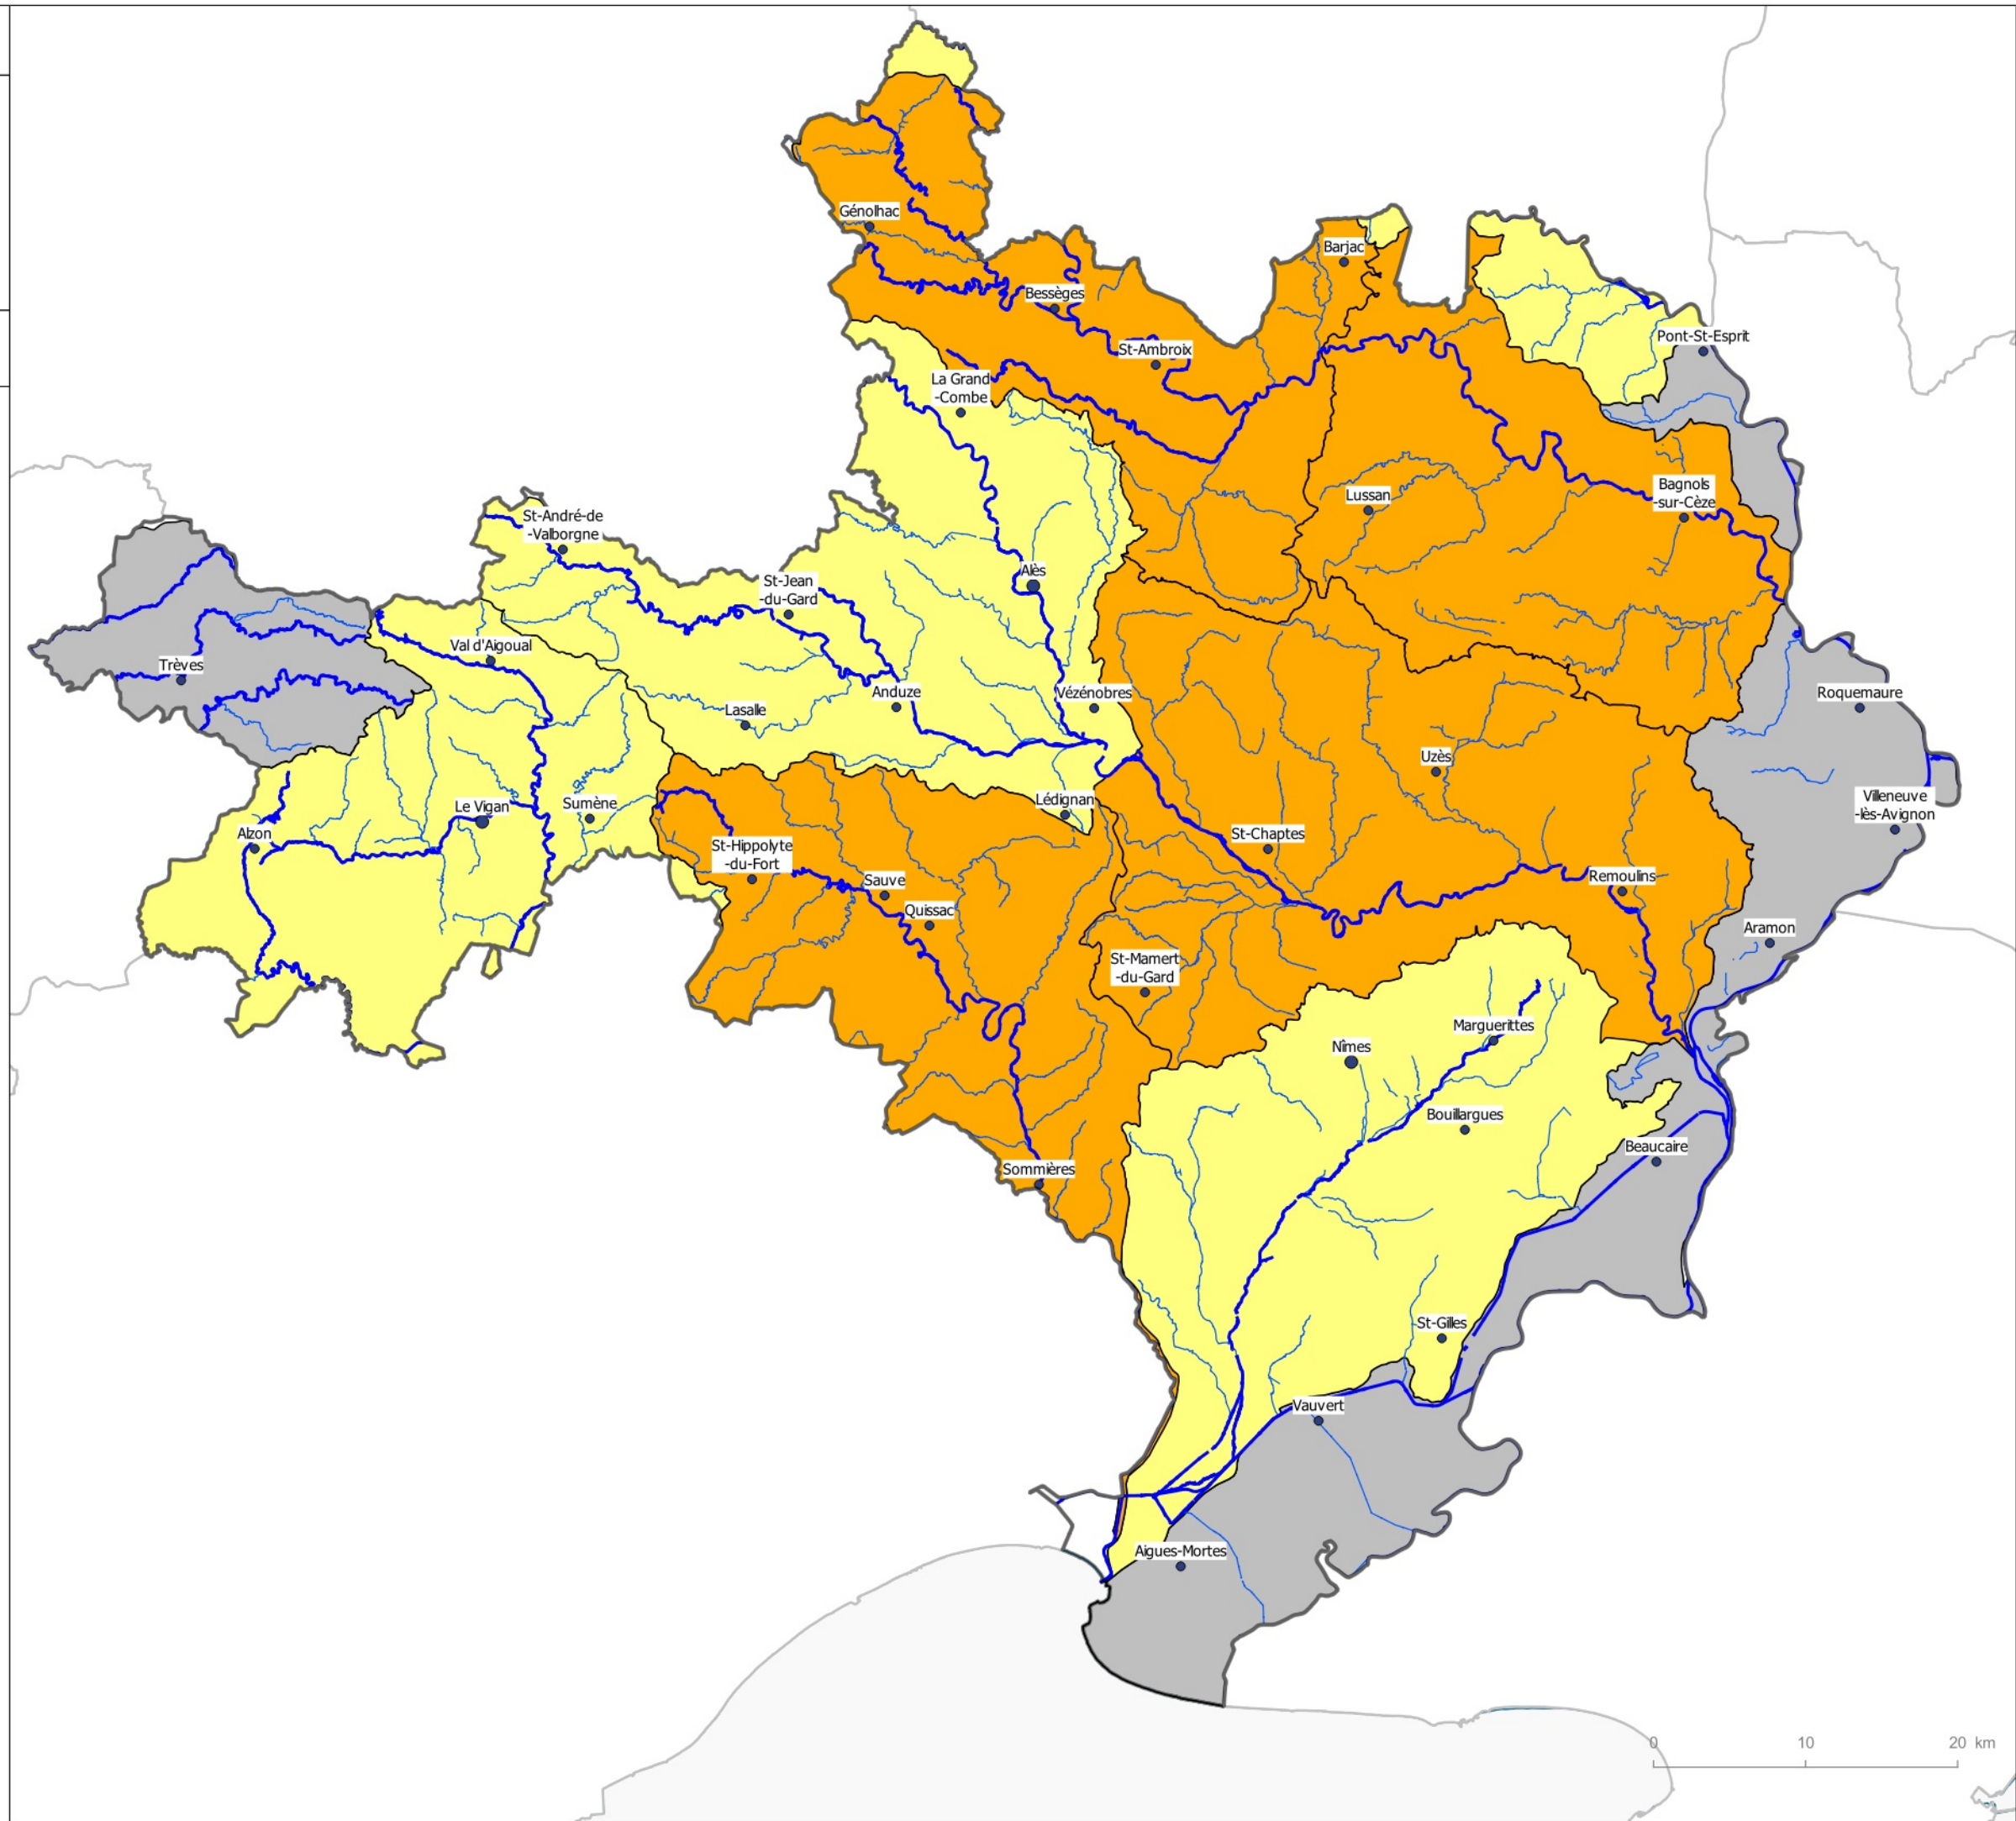 Génolhac
Barjac
Bessèges
Pont-St-Esprit
St-Ambroix
La Grand
-Combe
Bagnols
-sur-Cèze
Lussan
St-André-de
-Valborgne
Alès
St-Jean
-du-Gard
Val d'Aigoual
Trèves
Anduze
Vézénobres
Roquemaure
Lasalle
Uzès
Villeneuve
-lès-Avignon
Le Vigan
Sumène
Lédignan
Alzon
St-Chaptes
St-Hippolyte
-du-Fort
Sauve
Remoulins
Quissac
Aramon
St-Mamert
-du-Gard
Marguerittes
Nîmes
Bouillargues
Beaucaire
Sommières
St-Gilles
Vauvert
Aigues-Mortes
0 10 20 km